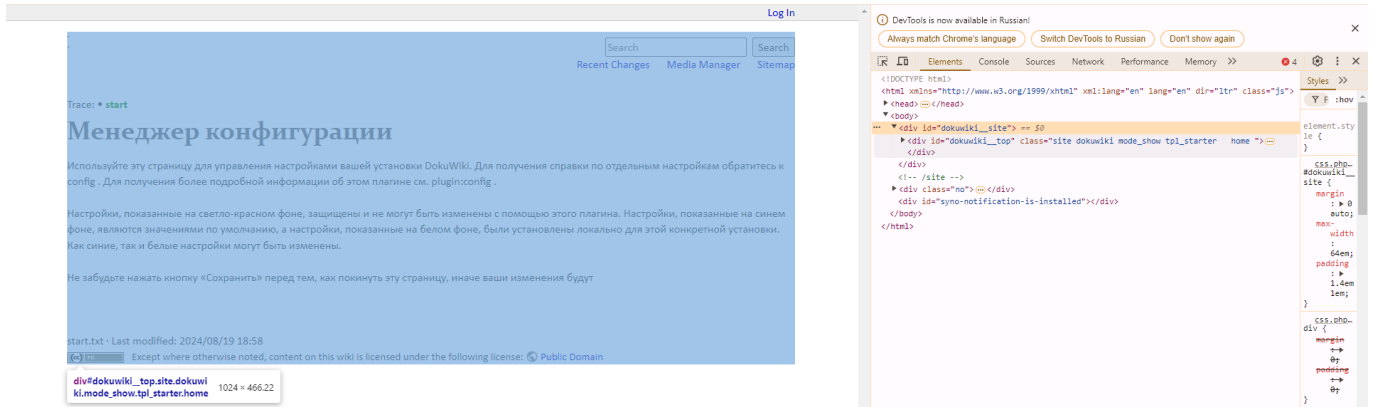 Log In
Search
Search
Recent Changes Media Manager Sitemap
Trace: • start
Менеджер конфигурации
Используйте эту страницу для управления настройками вашей установки DokuWiki. Для получения справки по отдельным настройкам обратитесь к
config . Для получения более подробной информации об этом плагине см. plugin:config .
Настройки, показанные на светло-красном фоне, защищены и не могут быть изменены с помощью этого плагина. Настройки, показанные на синем
фоне, являются значениями по умолчанию, а настройки, показанные на белом фоне, были установлены локально для этой конкретной установки.
Как синие, так и белые настройки могут быть изменены.
Не забудьте нажать кнопку «Сохранить» перед тем, как покинуть эту страницу, иначе ваши изменения будут
start.txt · Last modified: 2024/08/19 18:58
Except where otherwise noted, content on this wiki is licensed under the following license: Public Domain
div#dokuwiki__top.site.dokuwi
ki.mode_show.tpl_starter.home
1024 × 466.22
DevTools is now available in Russian!
Always match Chrome's language Switch DevTools to Russian Don't show again
Elements Console Sources Network Performance Memory 4
<!DOCTYPE html>
<html xmlns="http://www.w3.org/1999/xhtml" xml:lang="en" lang="en" dir="ltr" class="js">
<head> … </head>
<body>
<div id="dokuwiki__site"> == $0
<div id="dokuwiki__top" class="site dokuwiki mode_show tpl_starter home "> …
</div>
</div>
<!-- /site -->
<div class="no"> … </div>
<div id="syno-notification-is-installed"></div>
</body>
</html>
Styles
F :hov
element.sty
le {
}
css.php…
#dokuwiki__
site {
margin
: 0
auto;
max-
width
:
64em;
padding
:
1.4em
1em;
}
css.php…
div {
margin
:
0;
padding
:
0;
}